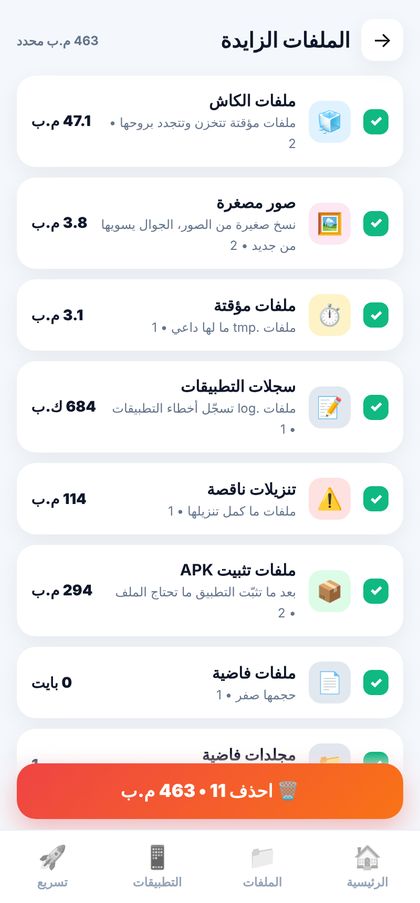 الملفات الزايدة
463 م.ب محدد
ملفات الكاش
ملفات مؤقتة تتخزن وتتجدد بروحها •
2
47.1 م.ب
صور مصغرة
نسخ صغيرة من الصور، الجوال يسويها
من جديد • 2
3.8 م.ب
ملفات مؤقتة
ملفات .tmp ما لها داعي • 1
3.1 م.ب
سجلات التطبيقات
ملفات .log تسجّل أخطاء التطبيقات
• 1
684 ك.ب
تنزيلات ناقصة
ملفات ما كمل تنزيلها • 1
114 م.ب
ملفات تثبيت APK
بعد ما تثبّت التطبيق ما تحتاج الملف
• 2
294 م.ب
ملفات فاضية
حجمها صفر • 1
0 بايت
مجلدات فاضية
احذف 11 • 463 م.ب
الرئيسية
الملفات
التطبيقات
تسريع